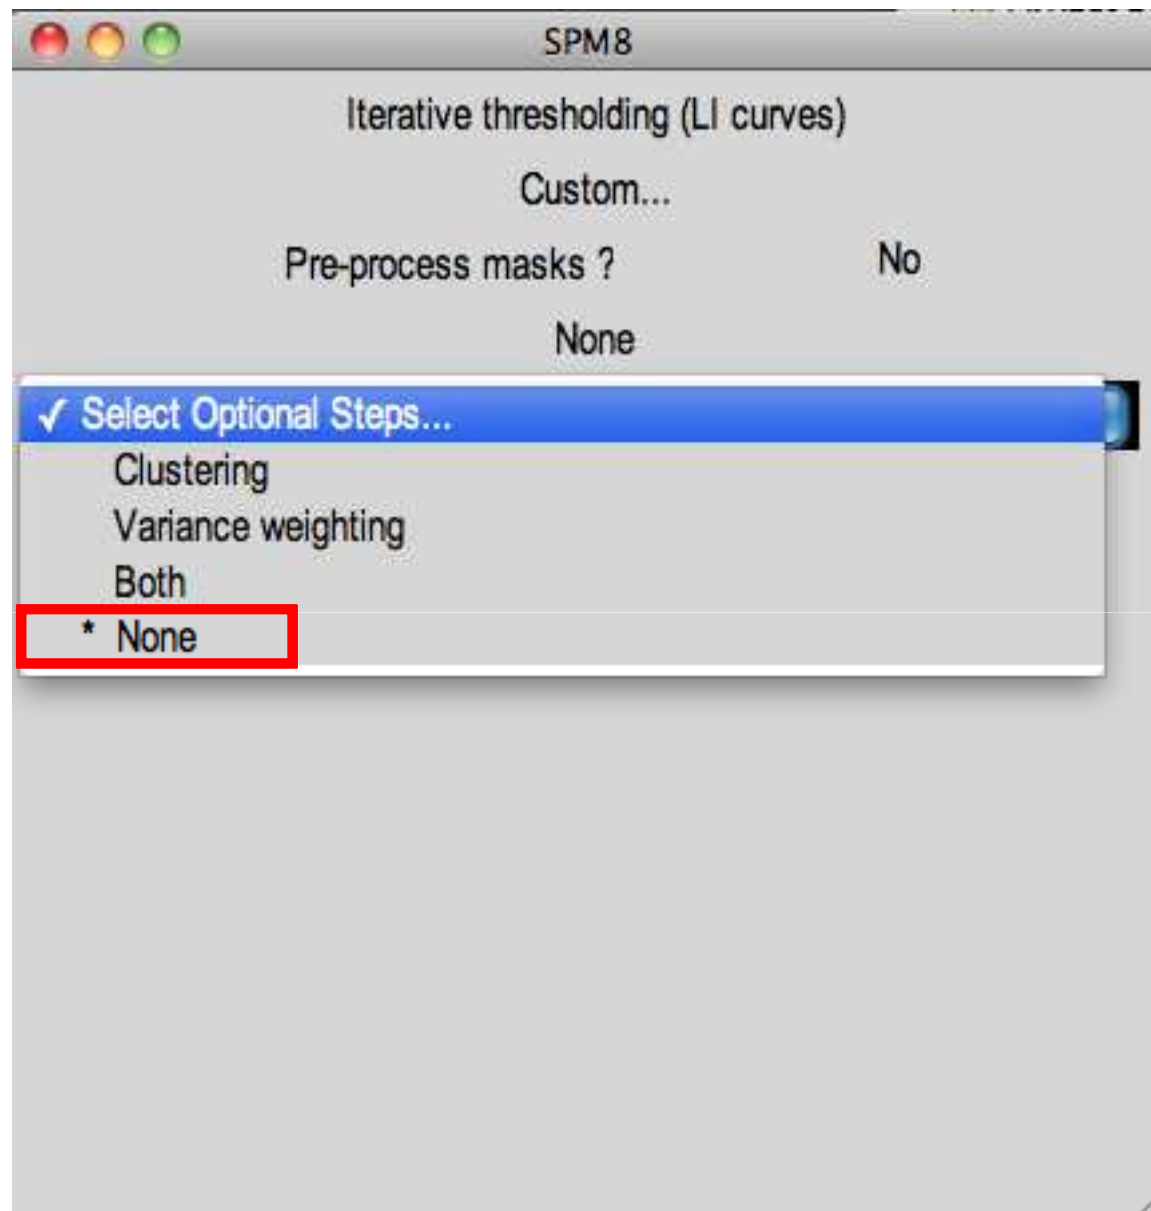 SPM8
Iterative thresholding (LI curves)
Custom...
Pre-process masks ? No
None
✓ Select Optional Steps...
Clustering
Variance weighting
Both
* None